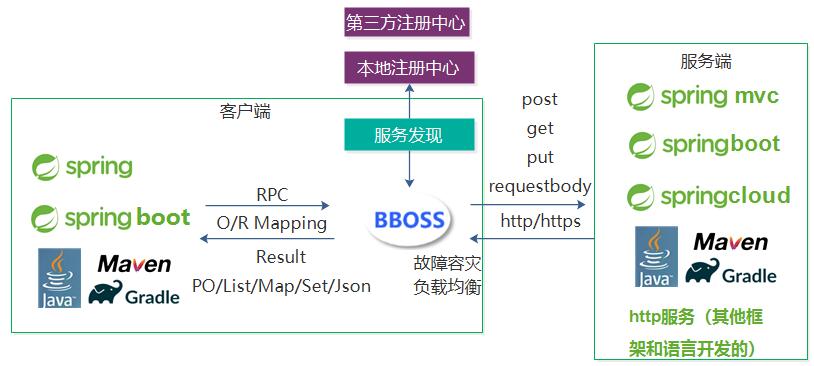 第三方注册中心
本地注册中心
服务发现
客户端
spring
spring boot
Java
Maven
Gradle
RPC
O/R Mapping
Result
PO/List/Map/Set/Json
BBOSS
故障容灾
负载均衡
post
get
put
requestbody
http/https
服务端
spring mvc
springboot
springcloud
Java
Maven
Gradle
http服务（其他框
架和语言开发的）